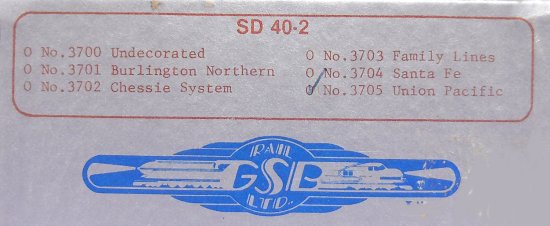 SD 40-2
O No.3700 Undecorated
O No.3701 Burlington Northern
O No.3702 Chessie System
O No.3703 Family Lines
O No.3704 Santa Fe
O No.3705 Union Pacific
RAIL
GSB
LTD.